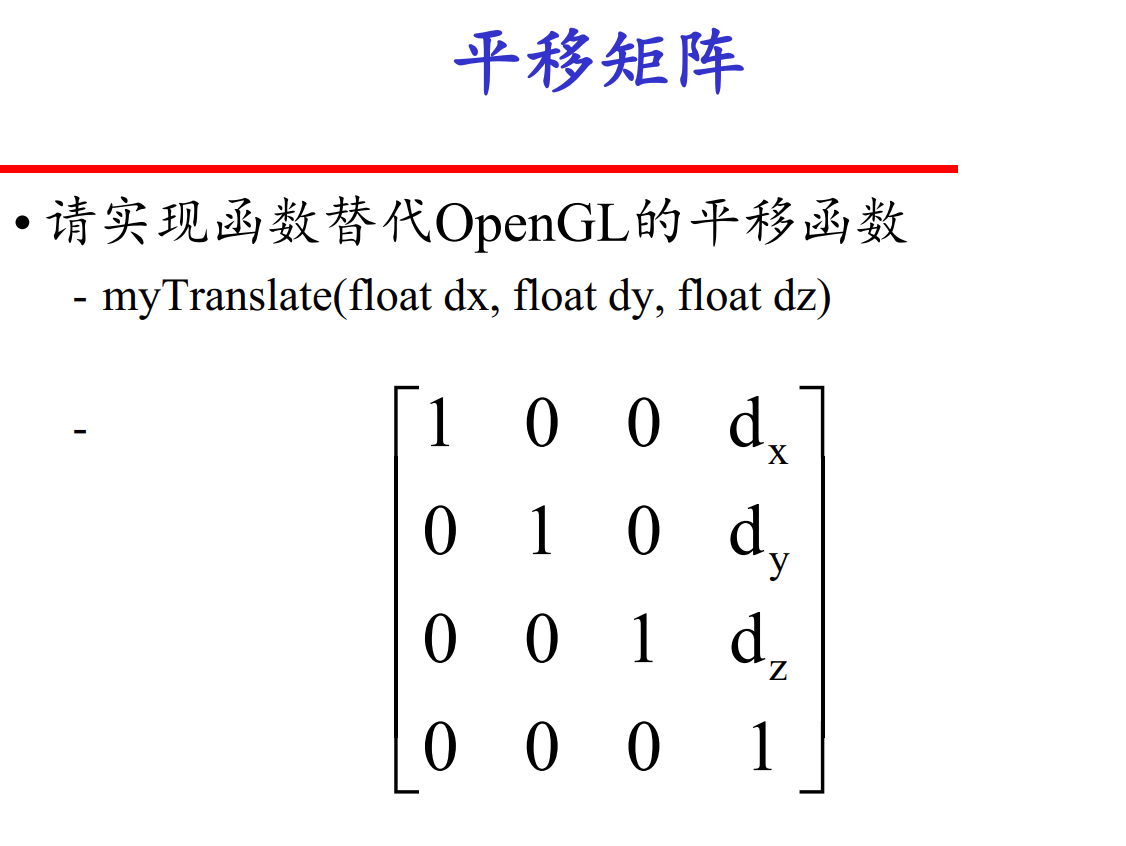 平移矩阵
• 请实现函数替代OpenGL的平移函数
- myTranslate(float dx, float dy, float dz)
-
1 0 0 dx
0 1 0 dy
0 0 1 dz
0 0 0 1